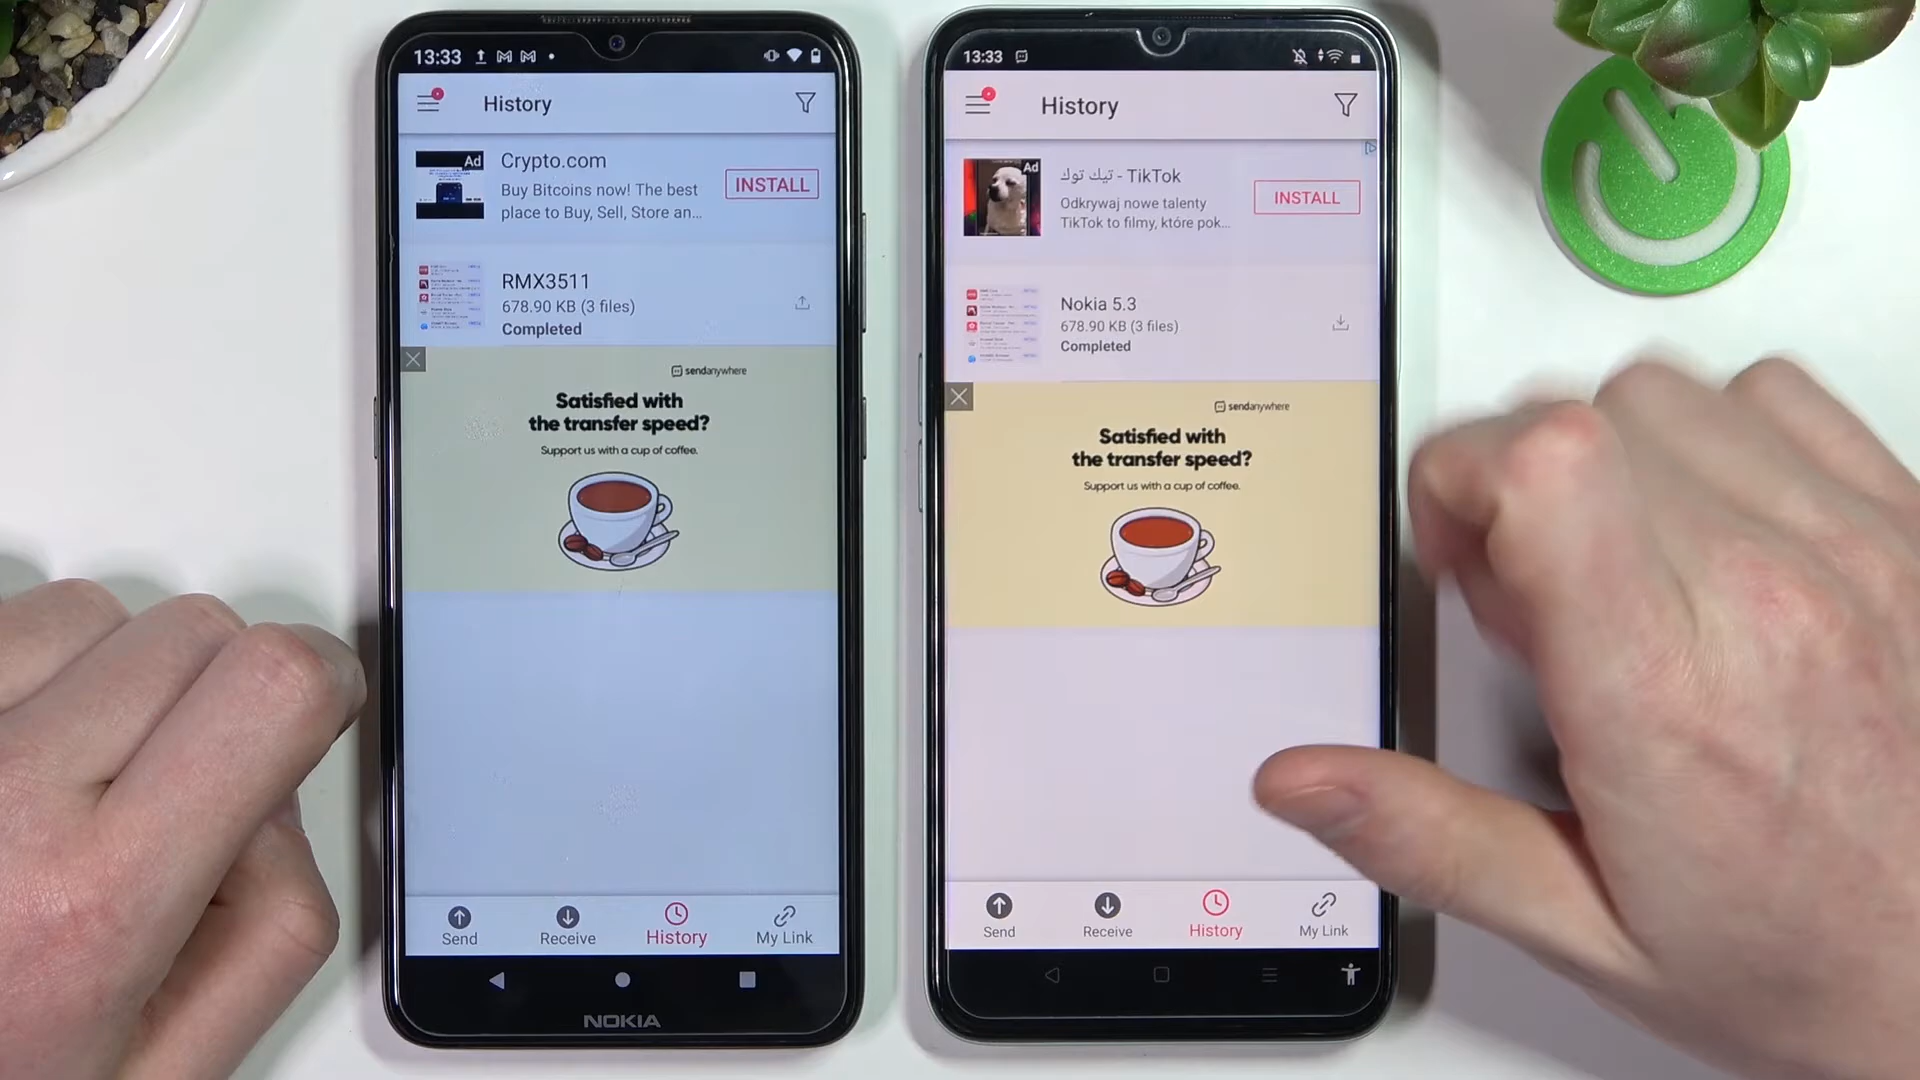 13:33
History
Ad
Crypto.com
Buy Bitcoins now! The best
place to Buy, Sell, Store an...
INSTALL
RMX3511
678.90 KB (3 files)
Completed
sendanywhere
Satisfied with
the transfer speed?
Support us with a cup of coffee.
Send
Receive
History
My Link
NOKIA
13:33
History
Ad
تيك توك - TikTok
Odkrywaj nowe talenty
TikTok to filmy, które pok...
INSTALL
Nokia 5.3
678.90 KB (3 files)
Completed
sendanywhere
Satisfied with
the transfer speed?
Support us with a cup of coffee.
Send
Receive
History
My Link